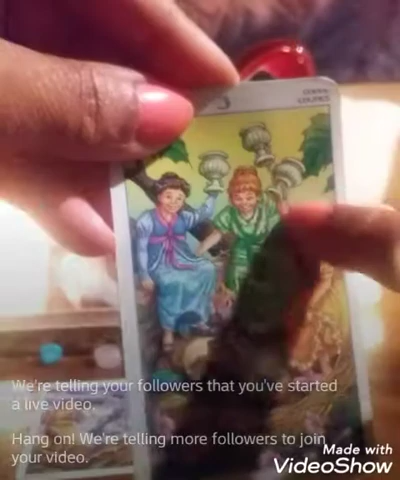 We're telling your followers that you've started
a live video.
Hang on! We're telling more followers to join
your video.
Made with
VideoShow